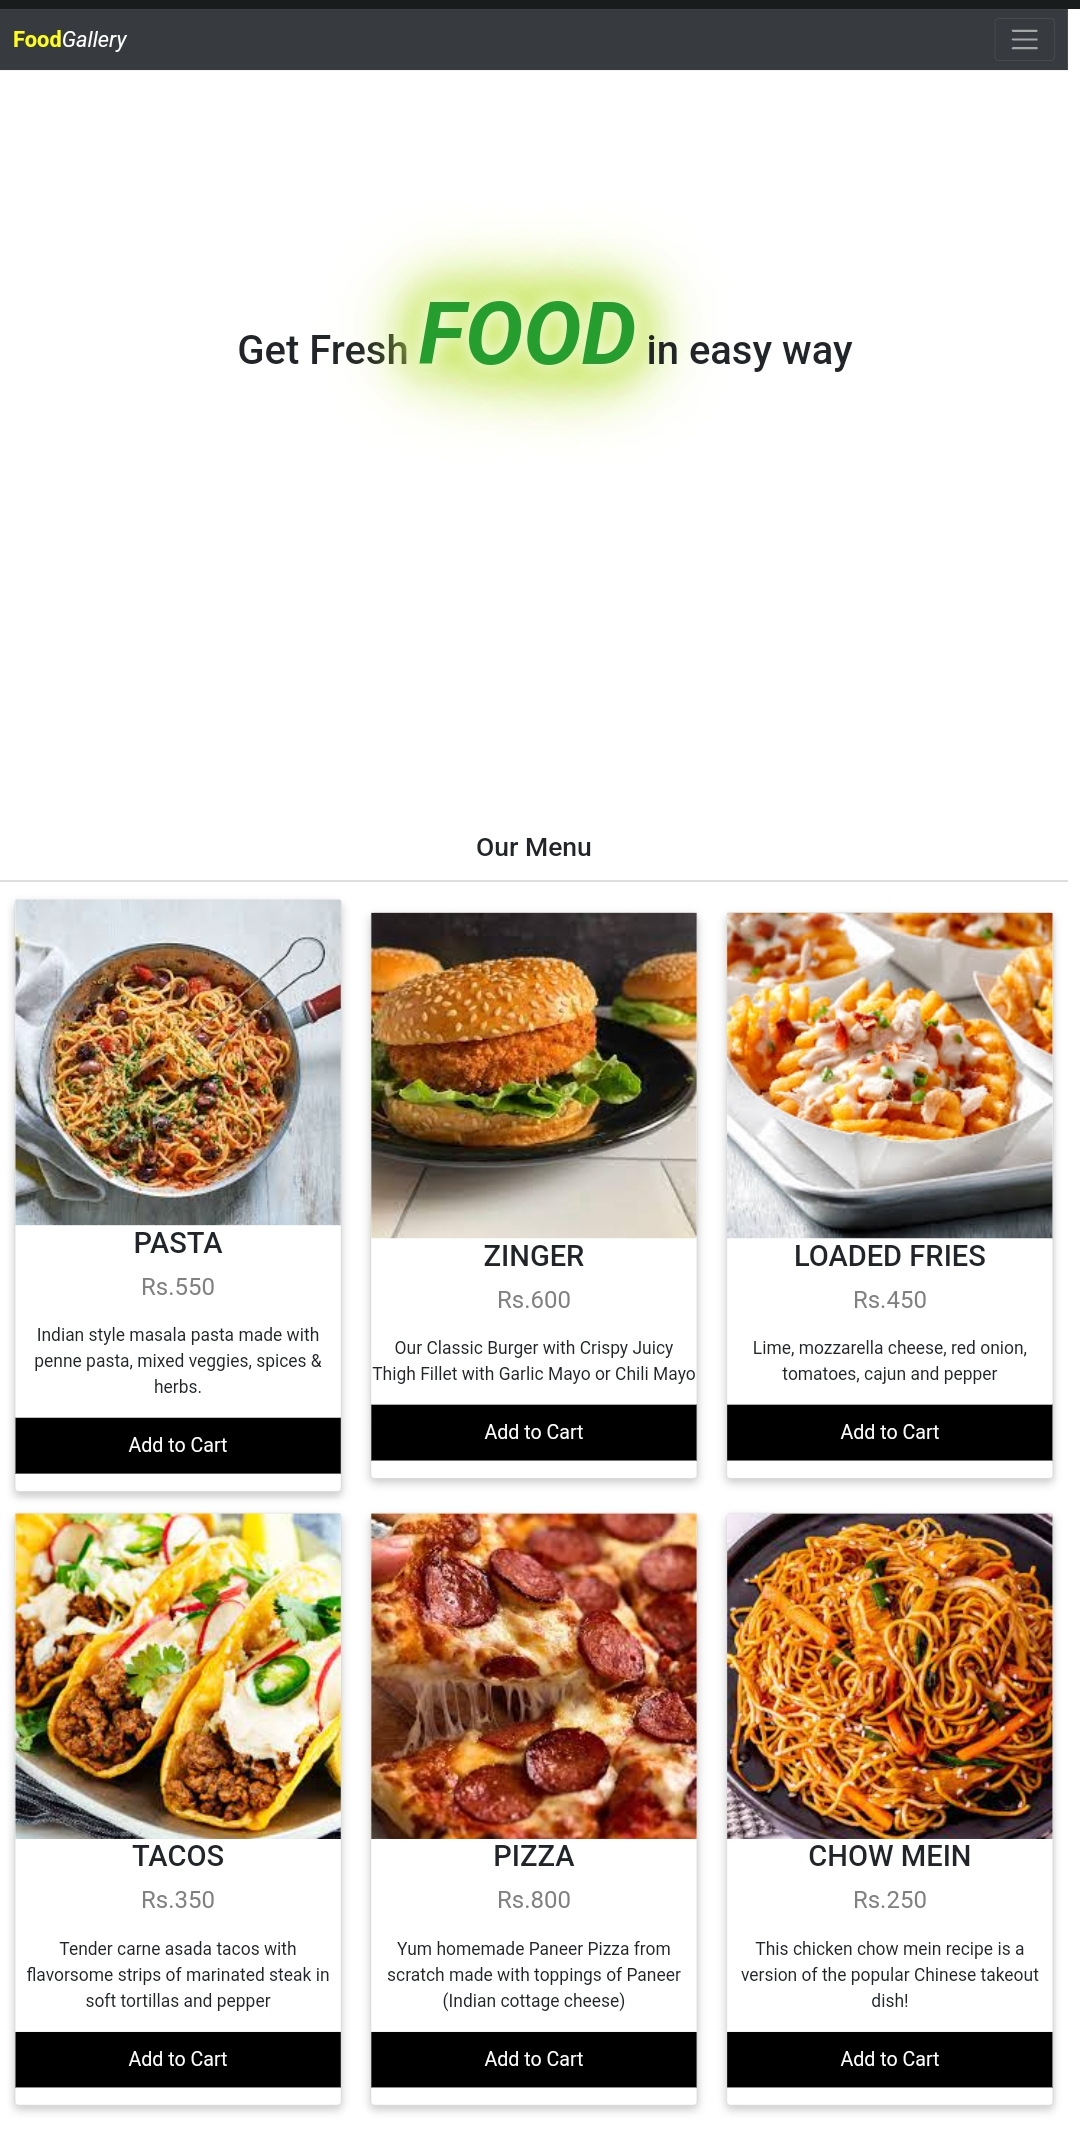 FoodGallery
Get Fresh FOOD in easy way
Our Menu
PASTA
Rs.550
Indian style masala pasta made with
penne pasta, mixed veggies, spices &
herbs.
Add to Cart
ZINGER
Rs.600
Our Classic Burger with Crispy Juicy
Thigh Fillet with Garlic Mayo or Chili Mayo
Add to Cart
LOADED FRIES
Rs.450
Lime, mozzarella cheese, red onion,
tomatoes, cajun and pepper
Add to Cart
TACOS
Rs.350
Tender carne asada tacos with
flavorsome strips of marinated steak in
soft tortillas and pepper
Add to Cart
PIZZA
Rs.800
Yum homemade Paneer Pizza from
scratch made with toppings of Paneer
(Indian cottage cheese)
Add to Cart
CHOW MEIN
Rs.250
This chicken chow mein recipe is a
version of the popular Chinese takeout
dish!
Add to Cart